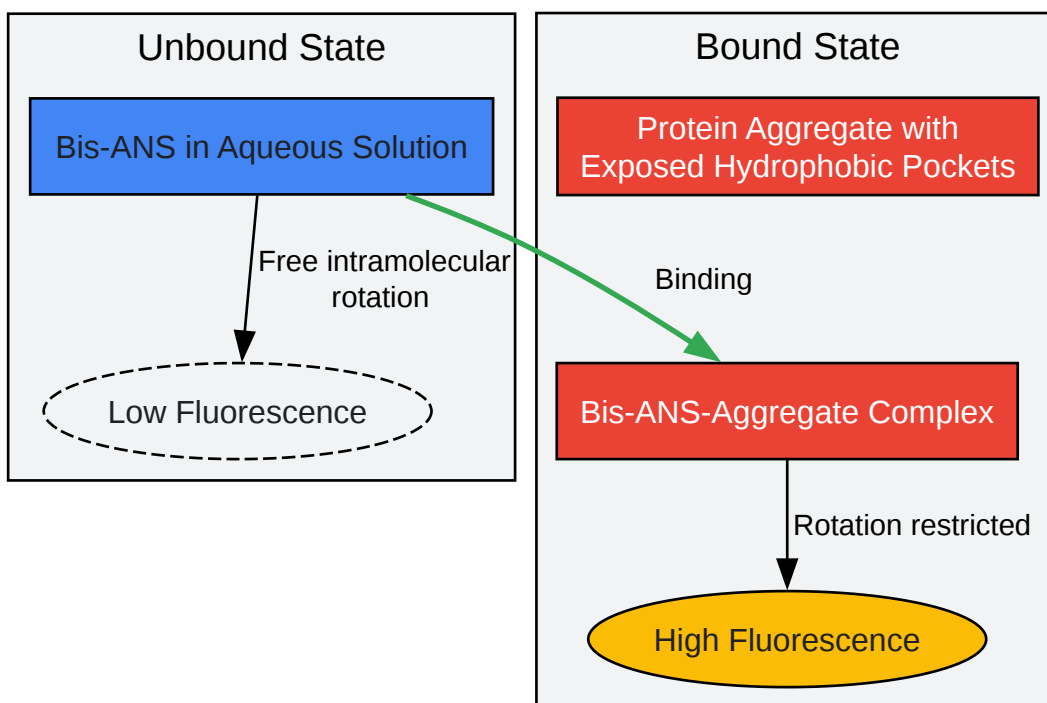 Unbound State
Bis-ANS in Aqueous Solution
Free intramolecular
rotation
Low Fluorescence
Bound State
Protein Aggregate with
Exposed Hydrophobic Pockets
Binding
Bis-ANS-Aggregate Complex
Rotation restricted
High Fluorescence